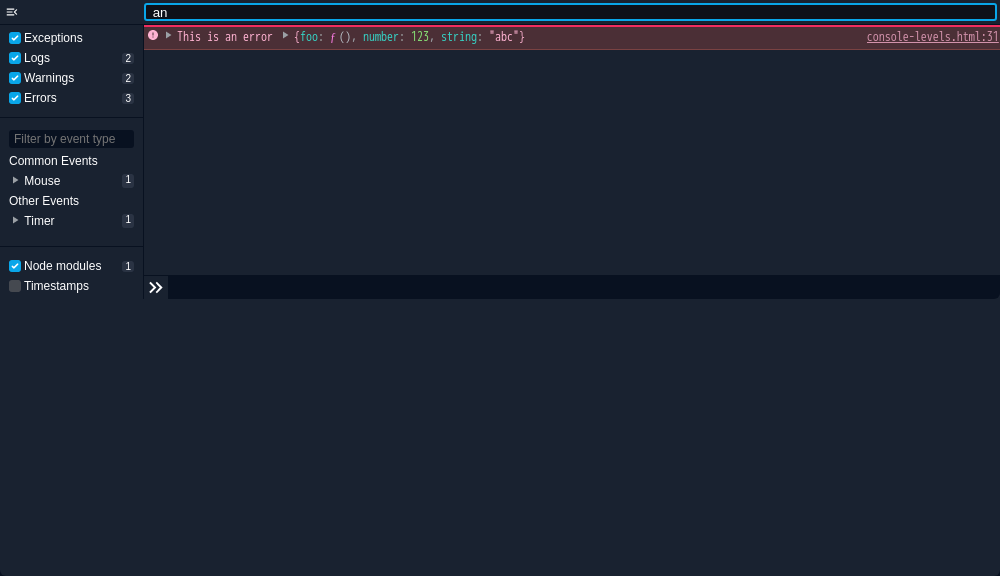 an
Exceptions
Logs 2
Warnings 2
Errors 3
Filter by event type
Common Events
Mouse 1
Other Events
Timer 1
Node modules 1
Timestamps
This is an error {foo: ƒ (), number: 123, string: "abc"} console-levels.html:31